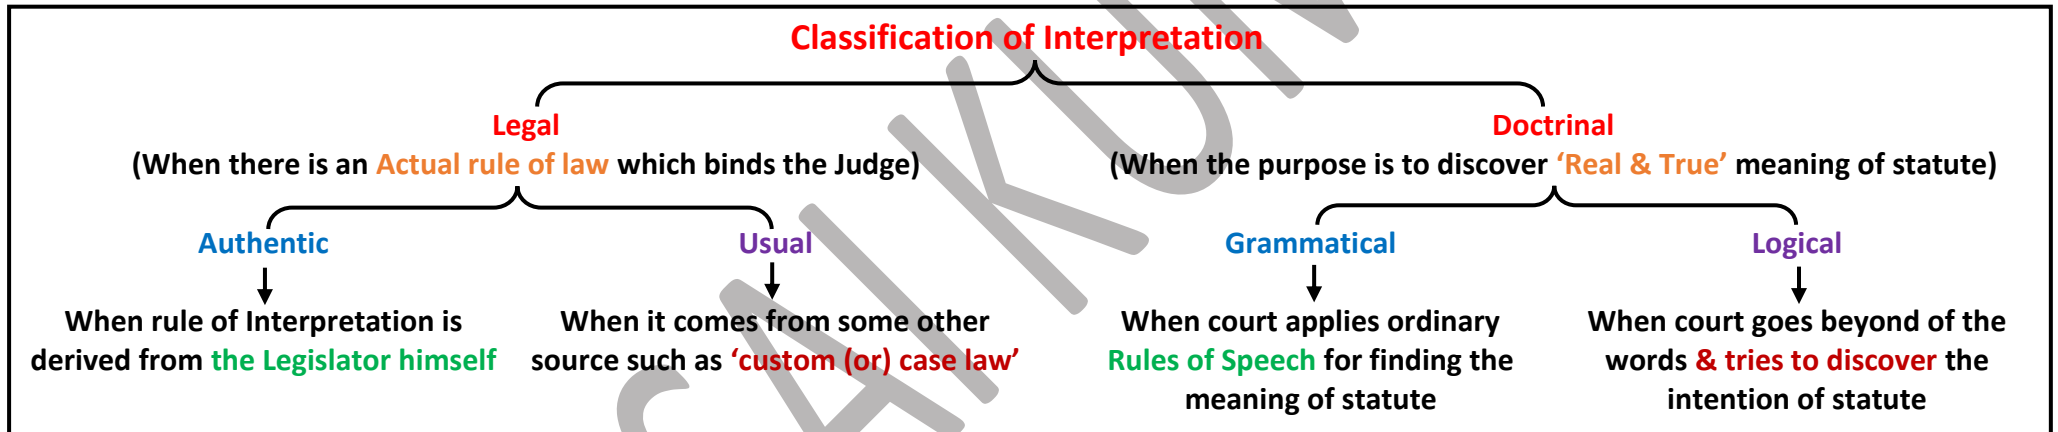 Classification of Interpretation
Legal
(When there is an Actual rule of law which binds the Judge)
Doctrinal
(When the purpose is to discover ‘Real & True’ meaning of statute)
Authentic
When rule of Interpretation is
derived from the Legislator himself
Usual
When it comes from some other
source such as ‘custom (or) case law’
Grammatical
When court applies ordinary
Rules of Speech for finding the
meaning of statute
Logical
When court goes beyond of the
words & tries to discover the
intention of statute
SAI KUM